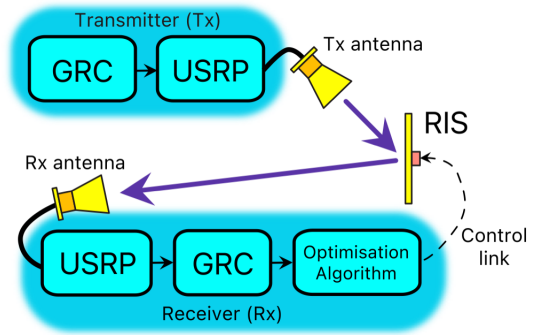 Transmitter (Tx)
GRC
USRP
Tx antenna
RIS
Rx antenna
USRP
GRC
Optimisation
Algorithm
Control
link
Receiver (Rx)